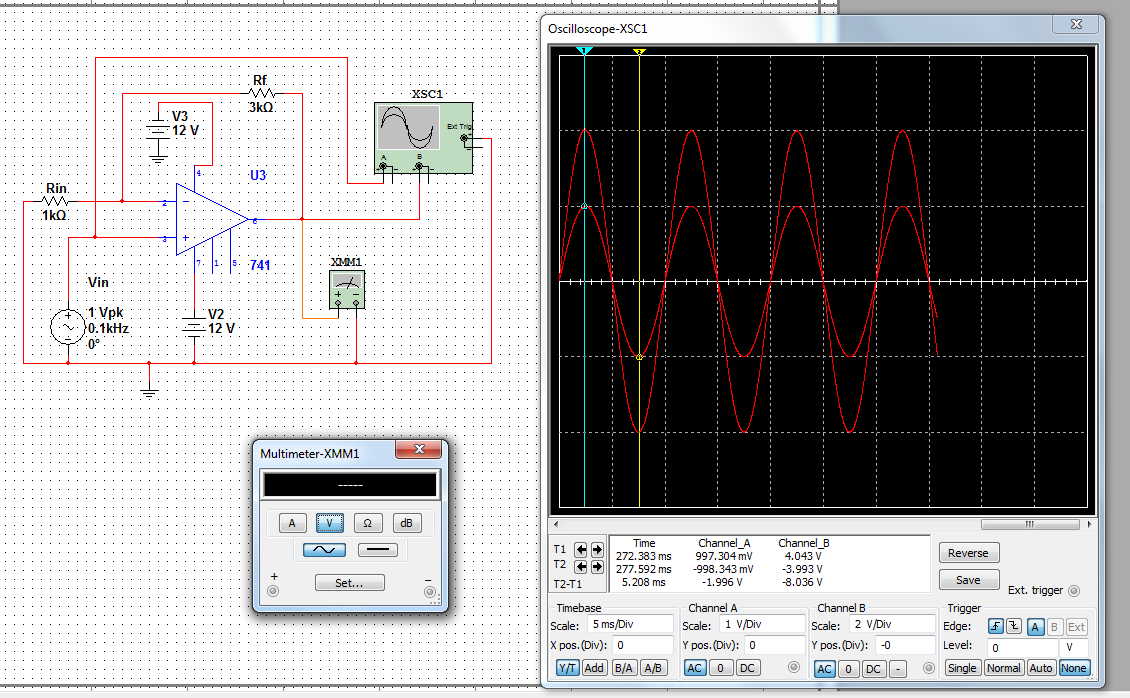 Oscilloscope-XSC1
1
2
Rf
3kΩ
V3
12 V
XSC1
Ext Trig
+
-
A
B
+ - + -
4
U3
Rin
1kΩ
2
-
6
3
+
7 1 5
741
XMM1
+ -
Vin
1 Vpk
0.1kHz
0°
V2
12 V
Multimeter-XMM1
-----
A V Ω dB
+ Set... -
Time Channel_A Channel_B
T1 272.383 ms 997.304 mV 4.043 V
T2 277.592 ms -998.343 mV -3.993 V
T2-T1 5.208 ms -1.996 V -8.036 V
Reverse
Save
Ext. trigger
Timebase
Scale: 5 ms/Div
X pos.(Div): 0
Y/T Add B/A A/B
Channel A
Scale: 1 V/Div
Y pos.(Div): 0
AC 0 DC
Channel B
Scale: 2 V/Div
Y pos.(Div): -0
AC 0 DC -
Trigger
Edge: A B Ext
Level: 0 V
Single Normal Auto None